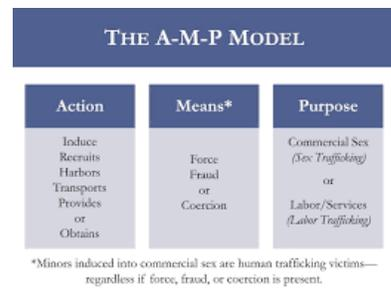 THE A-M-P MODEL
Action
Induce
Recruits
Harbors
Transports
Provides
or
Obtains
Means*
Force
Fraud
or
Coercion
Purpose
Commercial Sex
(Sex Trafficking)
or
Labor/Services
(Labor Trafficking)
*Minors induced into commercial sex are human trafficking victims—
regardless if force, fraud, or coercion is present.